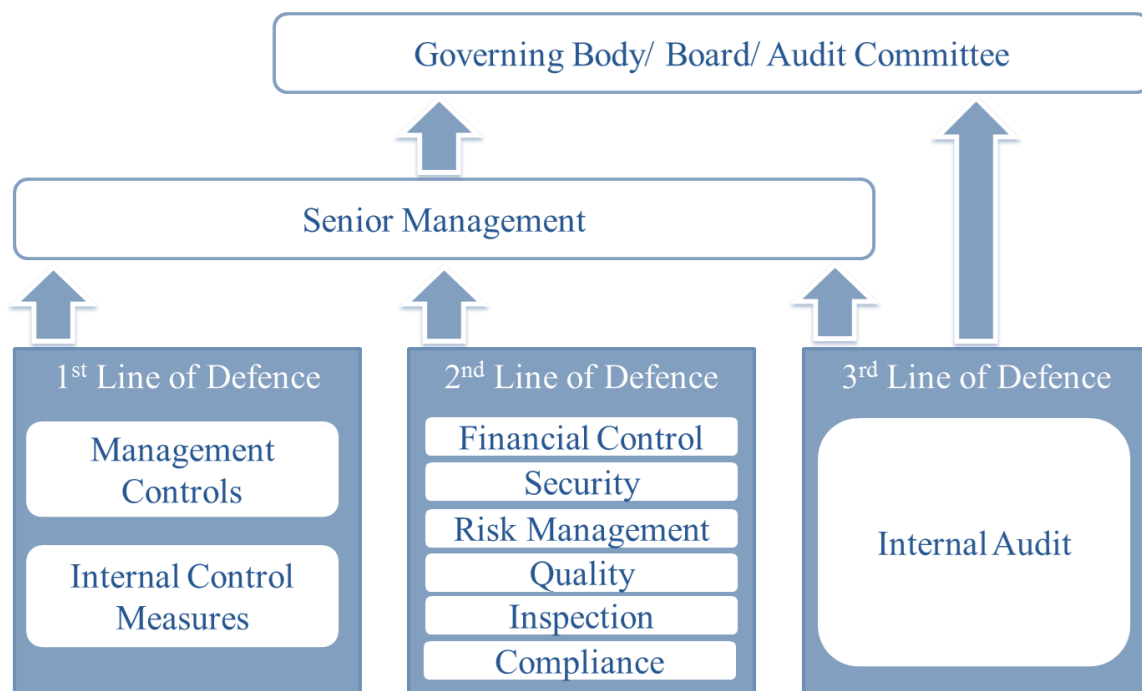 Governing Body/ Board/ Audit Committee
Senior Management
1st Line of Defence
Management
Controls
Internal Control
Measures
2nd Line of Defence
Financial Control
Security
Risk Management
Quality
Inspection
Compliance
3rd Line of Defence
Internal Audit